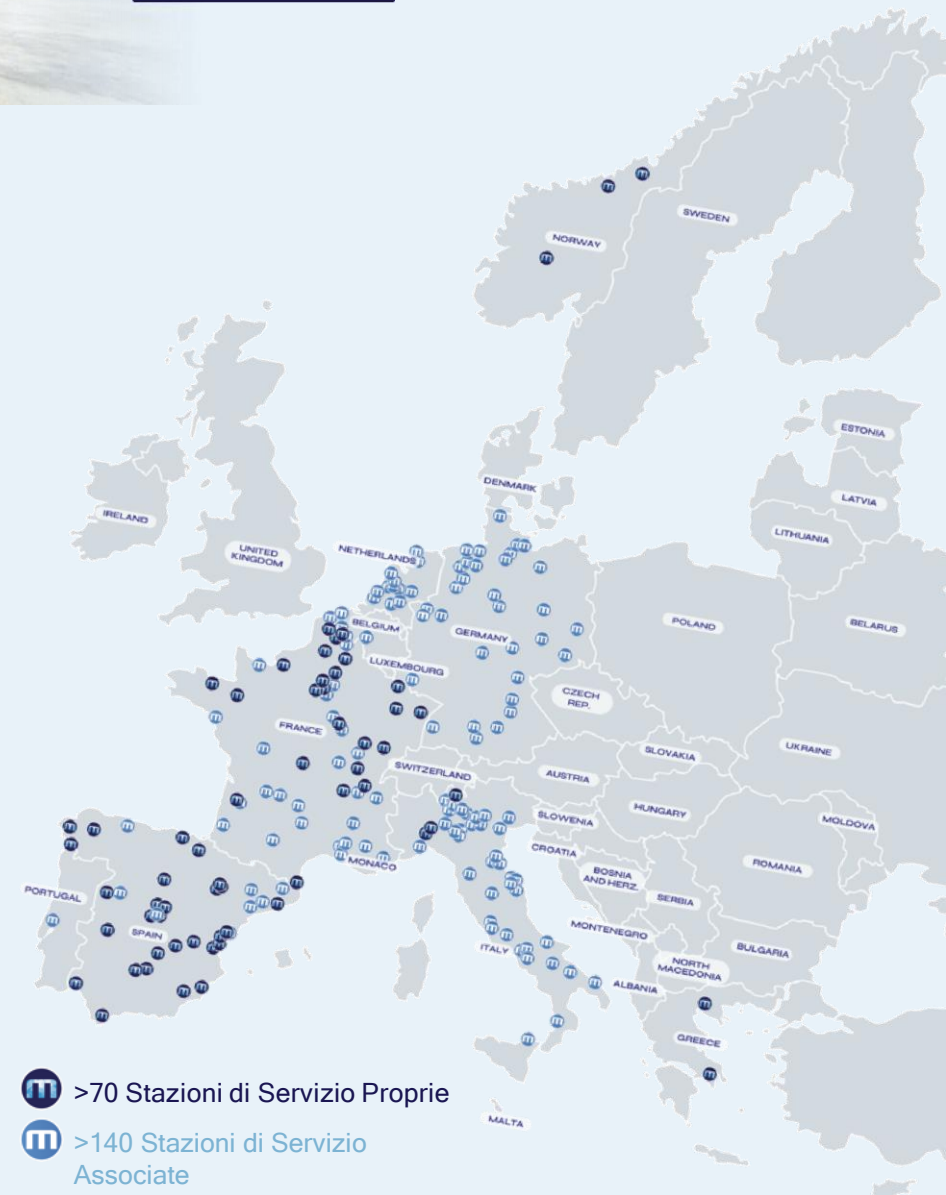 SWEDEN
NORWAY
ESTONIA
DENMARK
LATVIA
IRELAND
LITHUANIA
UNITED
KINGDOM
NETHERLANDS
BELGIUM
POLAND
BELARUS
GERMANY
LUXEMBOURG
CZECH
REP.
FRANCE
UKRAINE
SLOVAKIA
SWITZERLAND
AUSTRIA
HUNGARY
SLOWENIA
MOLDOVA
CROATIA
MONACO
ROMANIA
BOSNIA
AND HERZ.
PORTUGAL
SERBIA
SPAIN
MONTENEGRO
ITALY
BULGARIA
NORTH
MACEDONIA
ALBANIA
GREECE
m >70 Stazioni di Servizio Proprie
m >140 Stazioni di Servizio
Associate
MALTA